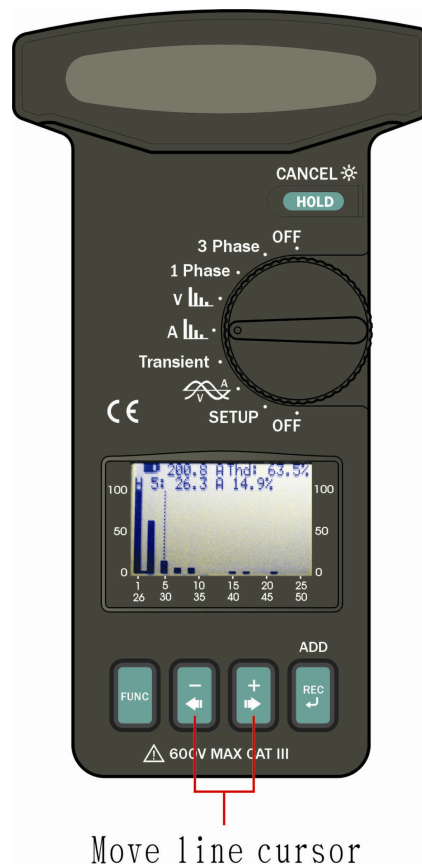 CANCEL
HOLD
OFF
3 Phase
1 Phase
V
A
Transient
V A
SETUP
OFF
CE
200.8 A Thd: 63.5%
H 5: 26.3 A 14.9%
100 100
50 50
0 0
1 5 10 15 20 25
26 30 35 40 45 50
ADD
FUNC
− + REC
600V MAX CAT III
Move line cursor